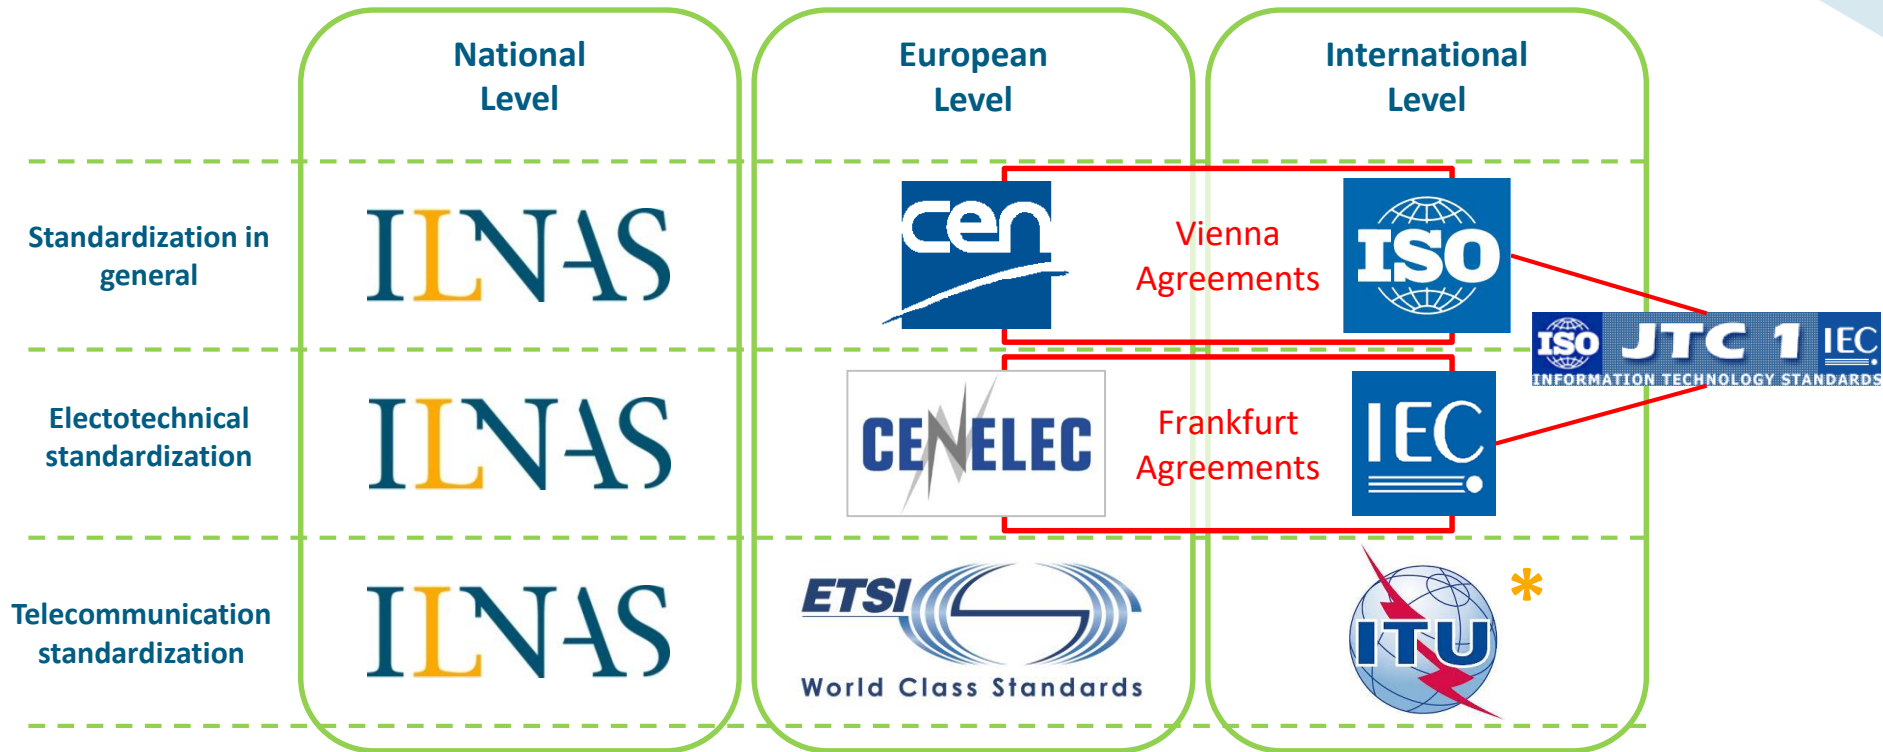 National
Level
European
Level
International
Level
Standardization in
general
ILNAS
cen
Vienna
Agreements
ISO
ISO JTC 1 IEC
INFORMATION TECHNOLOGY STANDARDS
Electotechnical
standardization
ILNAS
CENELEC
Frankfurt
Agreements
IEC
Telecommunication
standardization
ILNAS
ETSI
World Class Standards
ITU
*